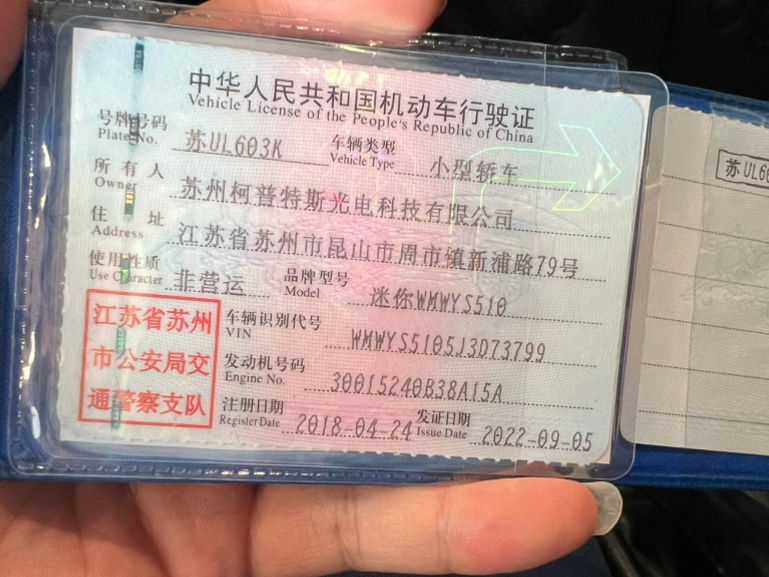 中华人民共和国机动车行驶证
Vehicle License of the People's Republic of China
号牌号码 苏UL603K 车辆类型 小型轿车
Plate No. Vehicle Type
所有人 苏州柯普特斯光电科技有限公司
Owner
住址 江苏省苏州市昆山市周市镇新浦路79号
Address
使用性质 非营运 品牌型号 迷你WMWYS510
Use Character Model
江苏省苏州
市公安局交
通警察支队
车辆识别代号 WMWYS5105J3D73799
VIN
发动机号码 30015240B38A15A
Engine No.
注册日期 2018-04-24 发证日期 2022-09-05
Register Date Issue Date
苏UL6